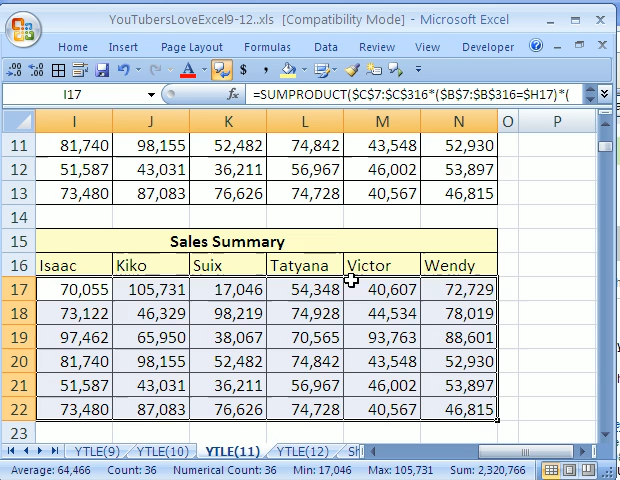 YouTubersLoveExcel9-12..xls [Compatibility Mode] - Microsoft Excel
Home Insert Page Layout Formulas Data Review View Developer
I17 fx =SUMPRODUCT($C$7:$C$316*($B$7:$B$316=$H17)*(
I J K L M N O P
11 81,740 98,155 52,482 74,842 43,548 52,930
12 51,587 43,031 36,211 56,967 46,002 53,897
13 73,480 87,083 76,626 74,728 40,567 46,815
14
15 Sales Summary
16 Isaac Kiko Suix Tatyana Victor Wendy
17 70,055 105,731 17,046 54,348 40,607 72,729
18 73,122 46,329 98,219 74,928 44,534 78,019
19 97,462 65,950 38,067 70,565 93,763 88,601
20 81,740 98,155 52,482 74,842 43,548 52,930
21 51,587 43,031 36,211 56,967 46,002 53,897
22 73,480 87,083 76,626 74,728 40,567 46,815
23
YTLE(9) YTLE(10) YTLE(11) YTLE(12) Sh
Average: 64,466 Count: 36 Numerical Count: 36 Min: 17,046 Max: 105,731 Sum: 2,320,766